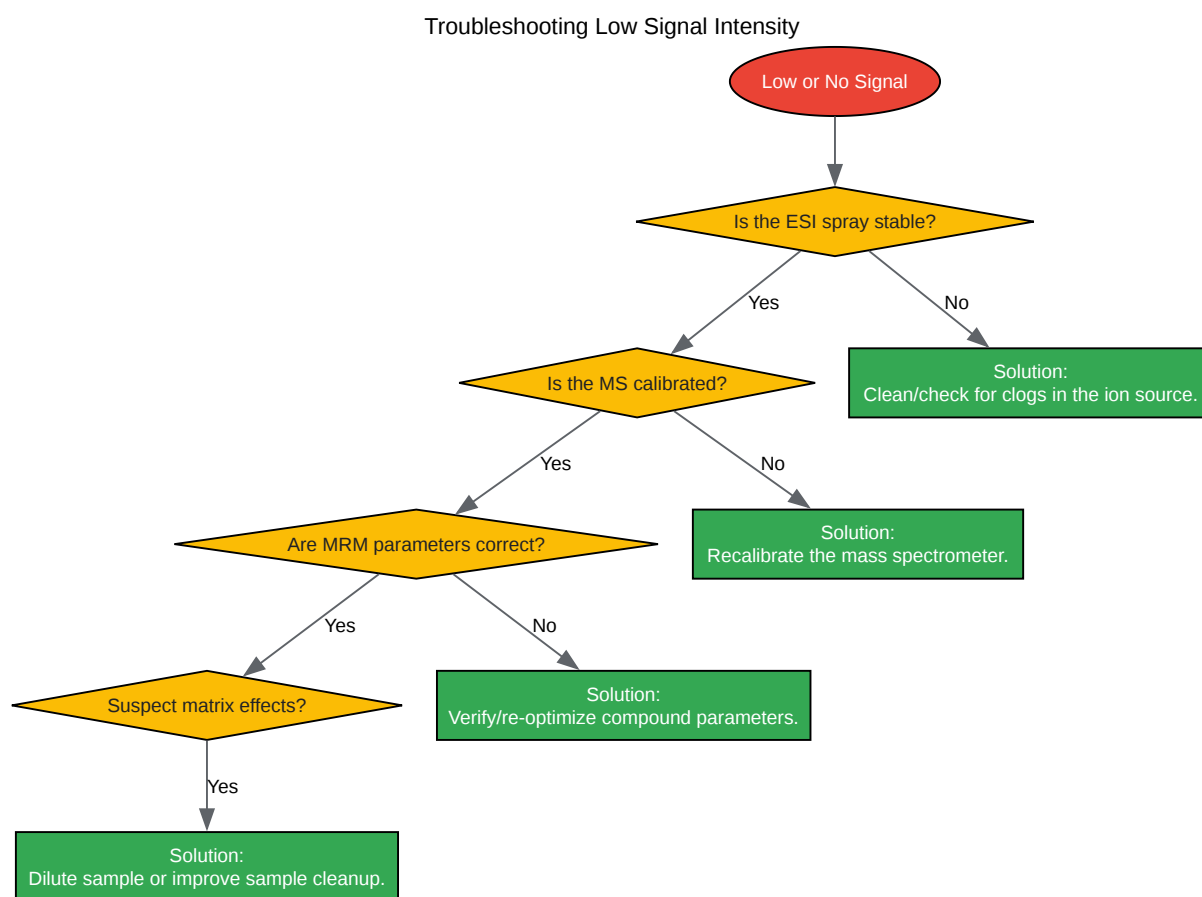 Troubleshooting Low Signal Intensity
Low or No Signal
Is the ESI spray stable?
Yes
No
Is the MS calibrated?
Solution:
Clean/check for clogs in the ion source.
Yes
No
Are MRM parameters correct?
Solution:
Recalibrate the mass spectrometer.
Yes
No
Suspect matrix effects?
Solution:
Verify/re-optimize compound parameters.
Yes
Solution:
Dilute sample or improve sample cleanup.